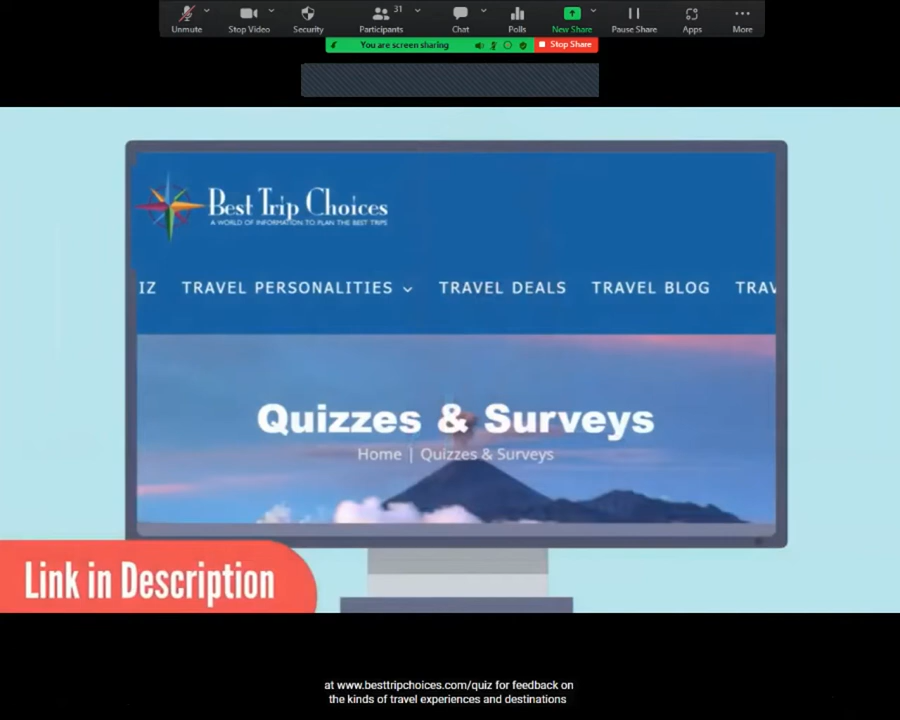 31
Unmute
Stop Video
Security
Participants
Chat
Polls
New Share
Pause Share
Apps
More
You are screen sharing
Stop Share
Best Trip Choices
A WORLD OF INFORMATION TO PLAN THE BEST TRIPS
IZ TRAVEL PERSONALITIES TRAVEL DEALS TRAVEL BLOG TRAV
Quizzes & Surveys
Home | Quizzes & Surveys
Link in Description
at www.besttripchoices.com/quiz for feedback on
the kinds of travel experiences and destinations